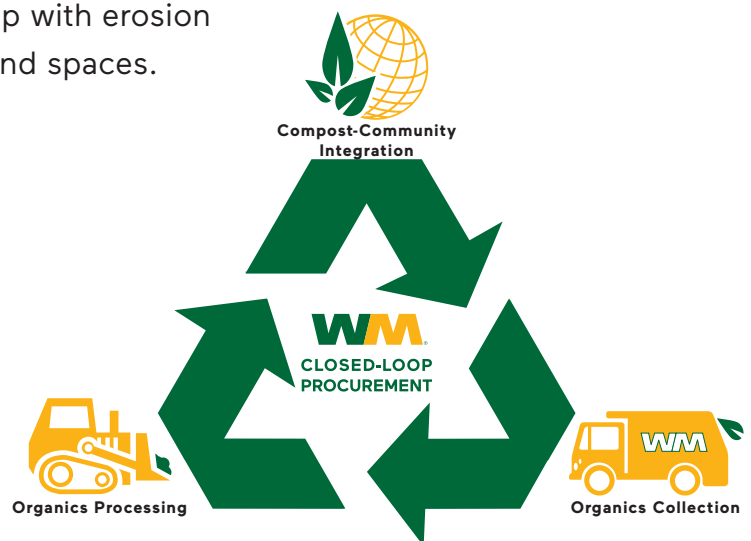 p with erosion
nd spaces.
Compost-Community
Integration
WM
CLOSED-LOOP
PROCUREMENT
WM
Organics Processing
Organics Collection